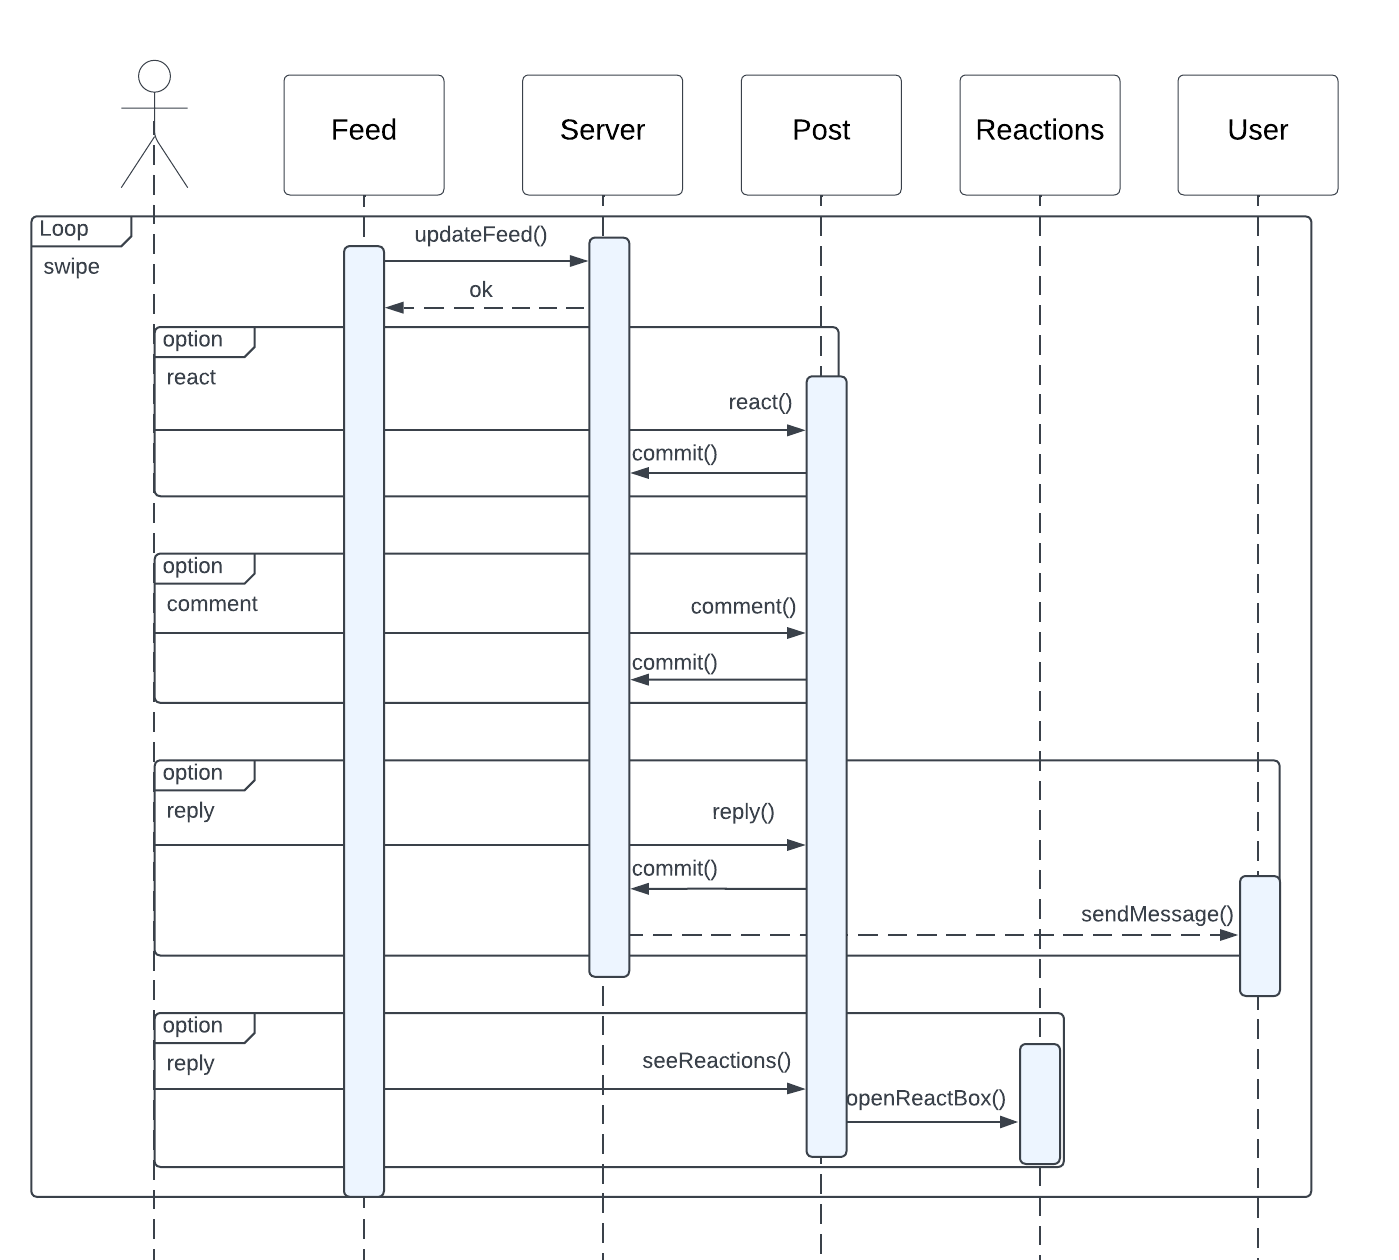 Feed
Server
Post
Reactions
User
Loop
swipe
updateFeed()
ok
option
react
react()
commit()
option
comment
comment()
commit()
option
reply
reply()
commit()
sendMessage()
option
reply
seeReactions()
openReactBox()